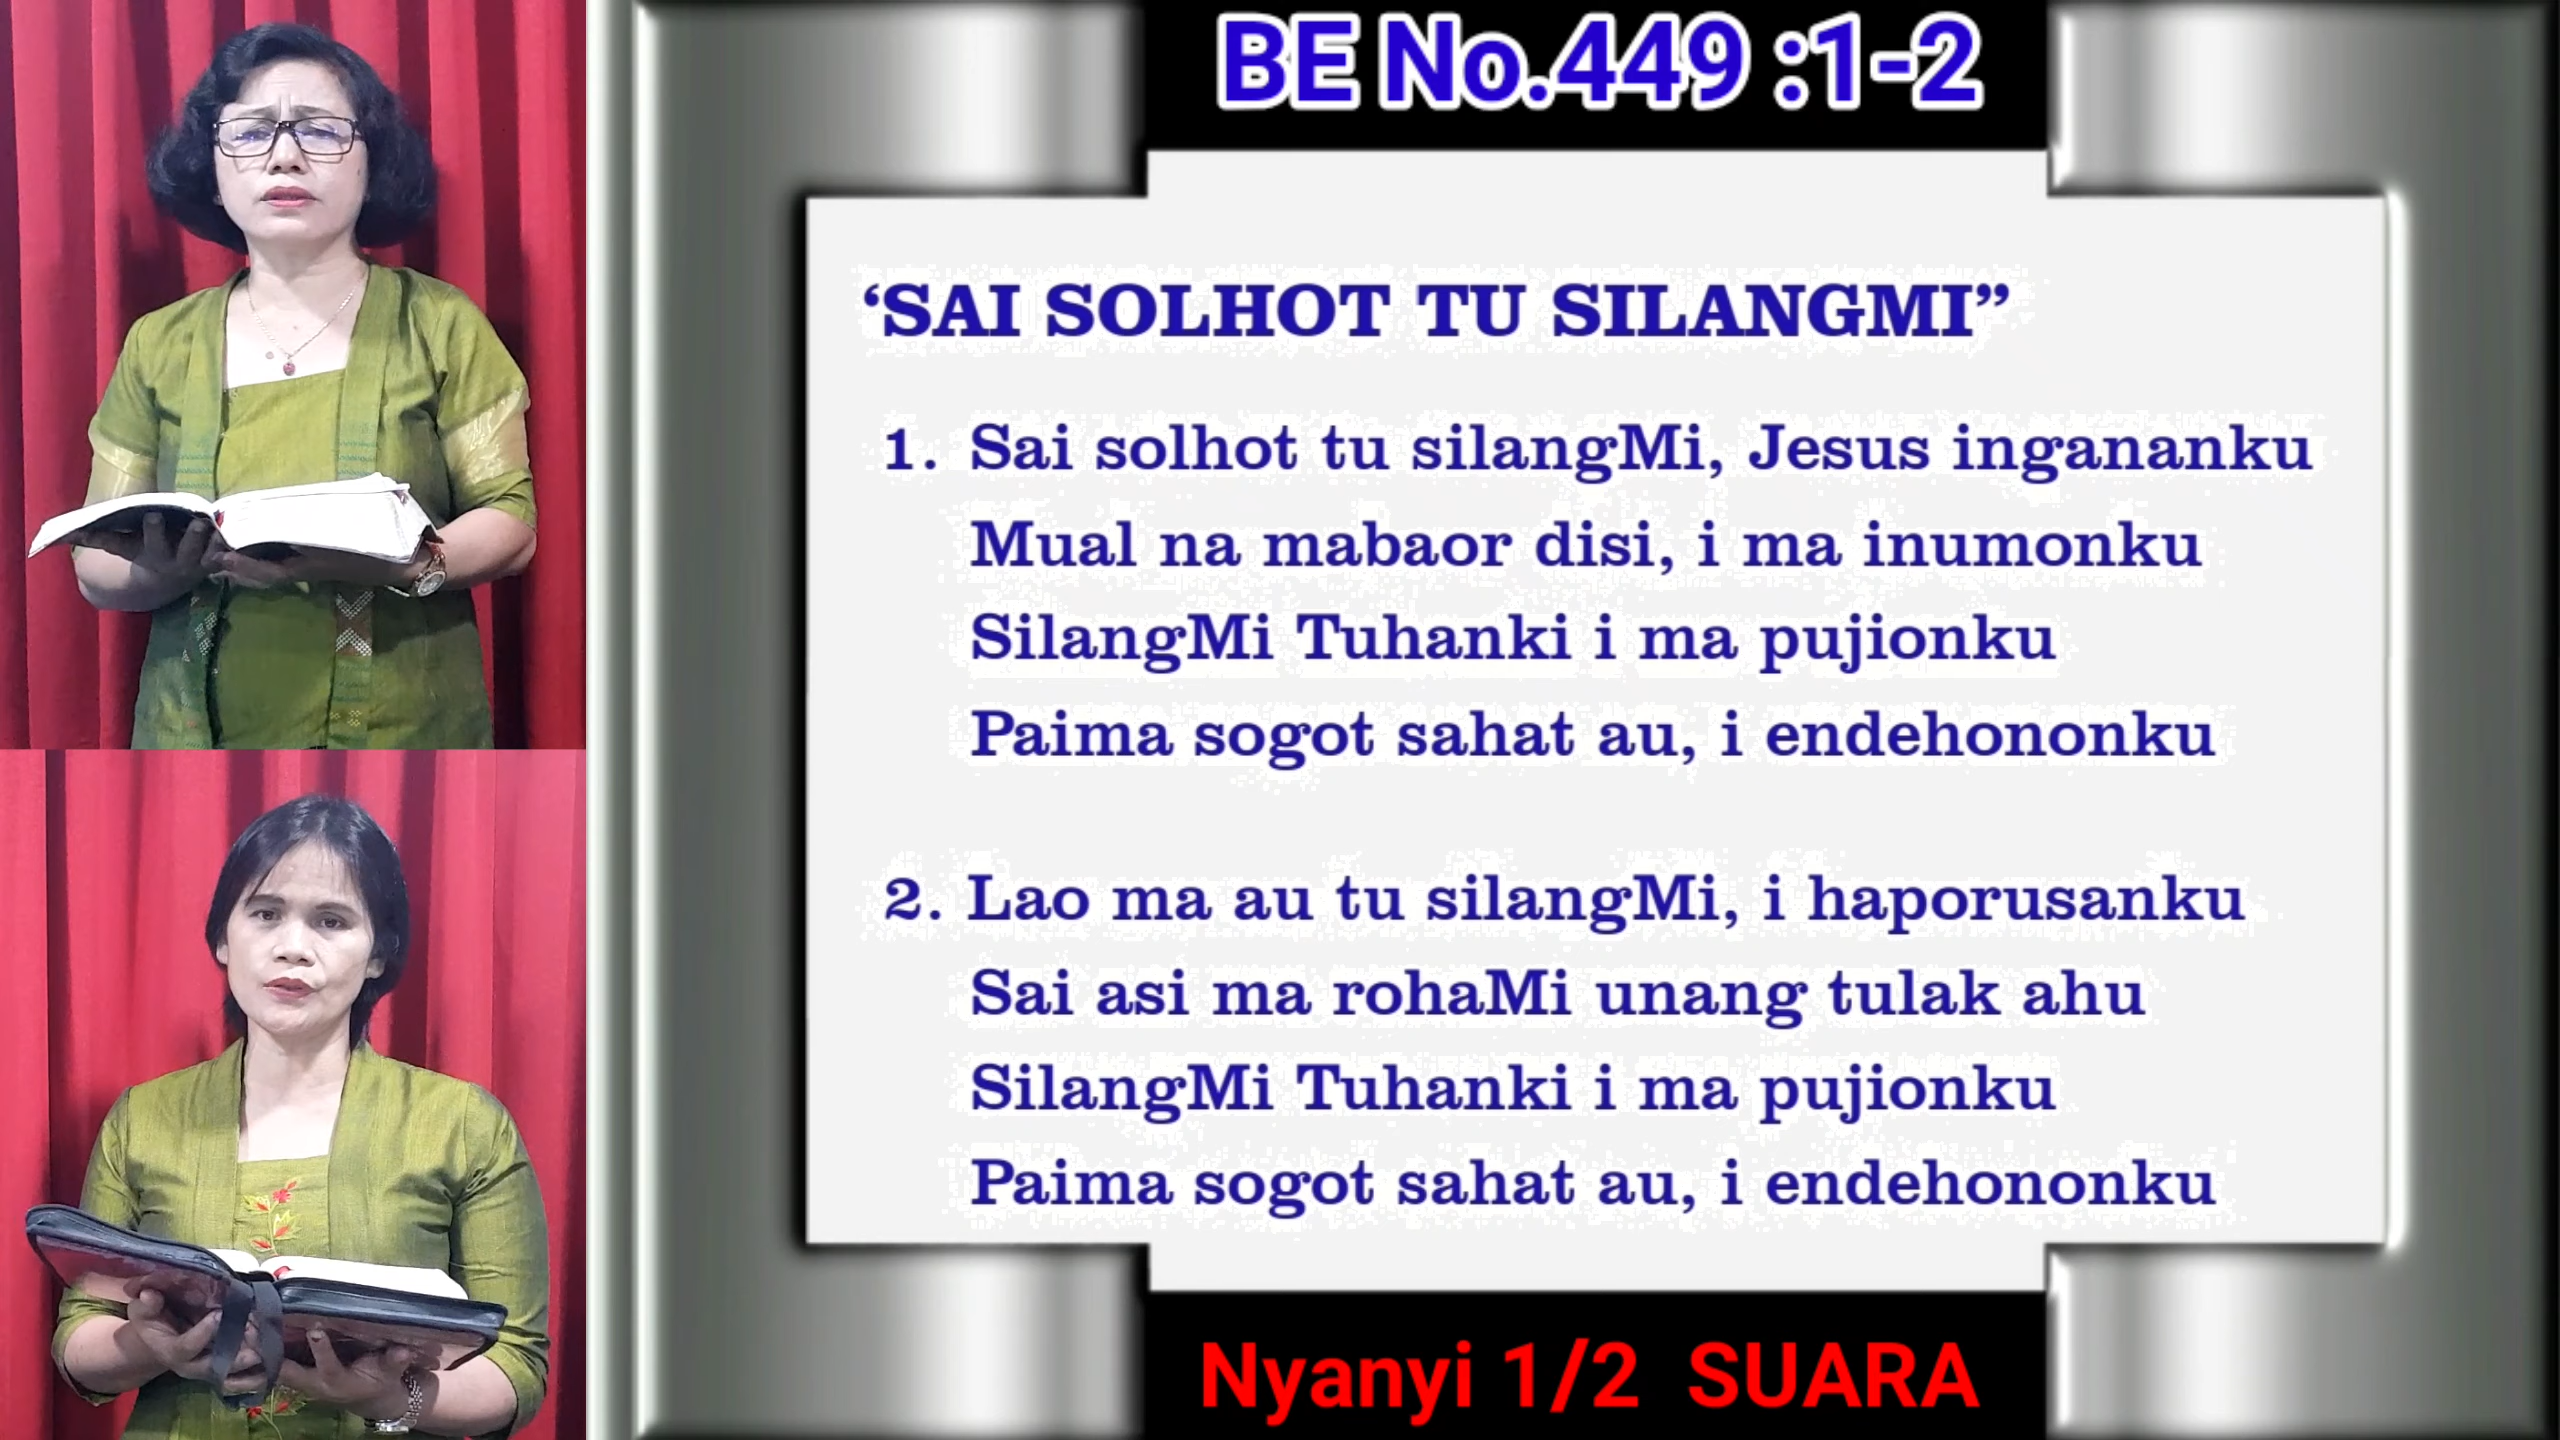 BE No.449 :1-2
‘SAI SOLHOT TU SILANGMI”
1. Sai solhot tu silangMi, Jesus ingananku
Mual na mabaor disi, i ma inumonku
SilangMi Tuhanki i ma pujionku
Paima sogot sahat au, i endehononku
2. Lao ma au tu silangMi, i haporusanku
Sai asi ma rohaMi unang tulak ahu
SilangMi Tuhanki i ma pujionku
Paima sogot sahat au, i endehononku
Nyanyi 1/2 SUARA